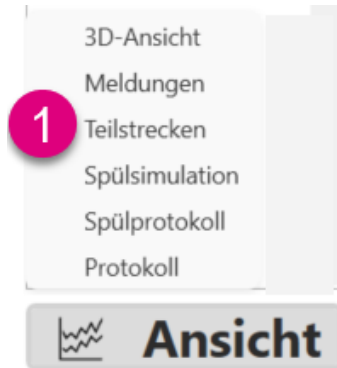 3D-Ansicht
Meldungen
1 Teilstrecken
Spülsimulation
Spülprotokoll
Protokoll
Ansicht